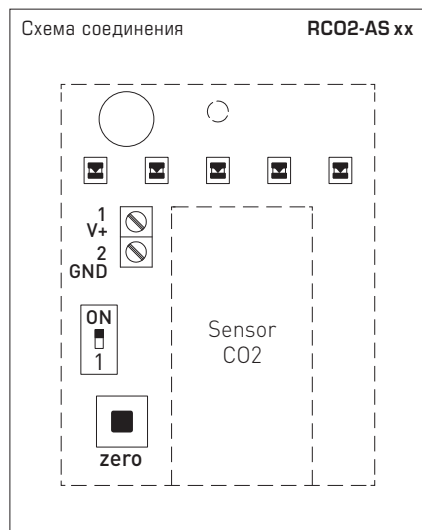 Схема соединения RCO2-AS xx
1
V+
2
GND
ON
1
Sensor
CO2
zero